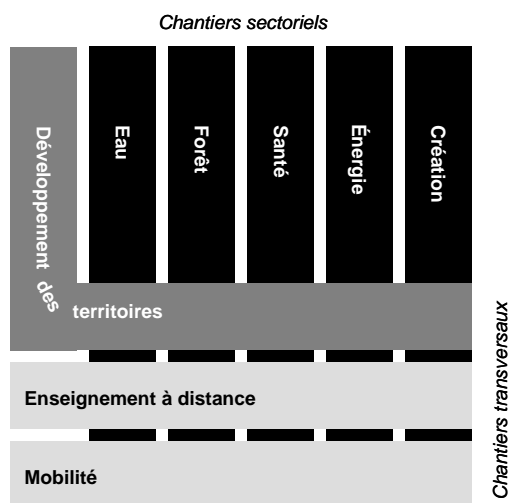 Chantiers sectoriels
Développement des territoires
Eau
Forêt
Santé
Énergie
Création
Enseignement à distance
Mobilité
Chantiers transversaux